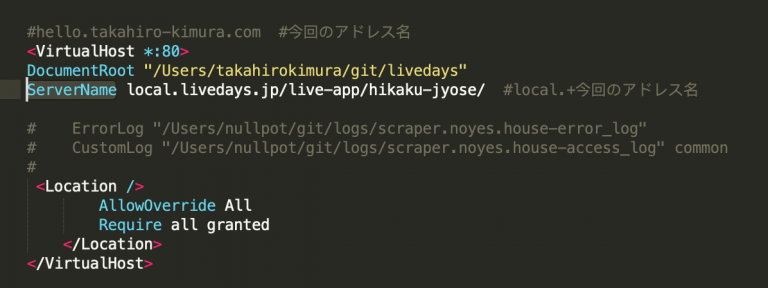 #hello.takahiro-kimura.com  #今回のアドレス名
<VirtualHost *:80>
DocumentRoot "/Users/takahirokimura/git/livedays"
ServerName local.livedays.jp/live-app/hikaku-jyose/  #local.+今回のアドレス名
#    ErrorLog "/Users/nullpot/git/logs/scraper.noyes.house-error_log"
#    CustomLog "/Users/nullpot/git/logs/scraper.noyes.house-access_log" common
#
<Location />
AllowOverride All
Require all granted
</Location>
</VirtualHost>